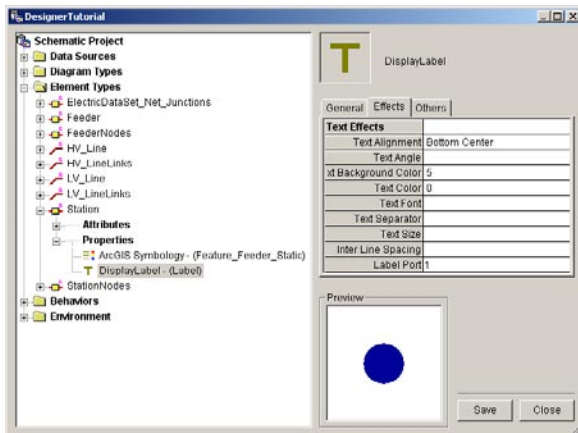 DesignerTutorial
Schematic Project
Data Sources
Diagram Types
Element Types
ElectricDataSet_Net_Junctions
Feeder
FeederNodes
HV_Line
HV_LineLinks
LV_Line
LV_LineLinks
Station
Attributes
Properties
ArcGIS Symbology - (Feature_Feeder_Static)
DisplayLabel - (Label)
StationNodes
Behaviors
Environment
T DisplayLabel
General Effects Others
Text Effects
Text Alignment Bottom Center
Text Angle
xt Background Color 5
Text Color 0
Text Font
Text Separator
Text Size
Inter Line Spacing
Label Port 1
Preview
Save Close